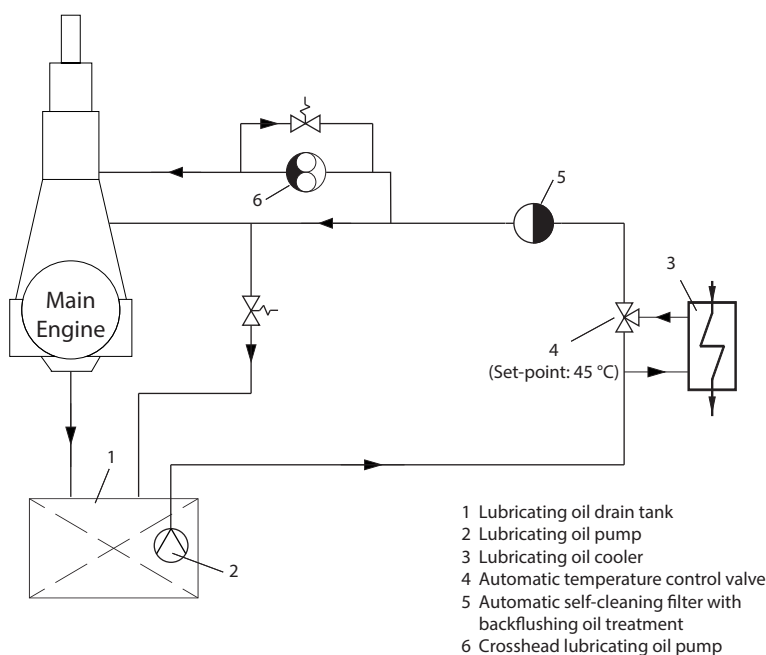 6
5
Main
Engine
3
4
(Set-point: 45 °C)
1
2
1 Lubricating oil drain tank
2 Lubricating oil pump
3 Lubricating oil cooler
4 Automatic temperature control valve
5 Automatic self-cleaning filter with
backflushing oil treatment
6 Crosshead lubricating oil pump